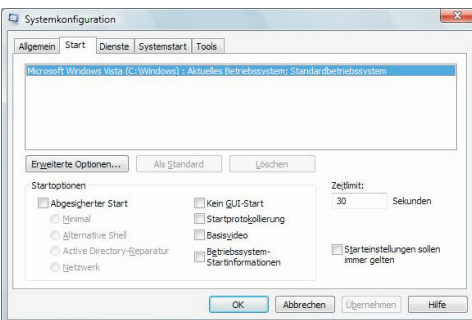 Systemkonfiguration
Allgemein Start Dienste Systemstart Tools
Microsoft Windows Vista (C:\Windows) : Aktuelles Betriebssystem; Standardbetriebssystem
Erweiterte Optionen... Als Standard Löschen
Startoptionen
Abgesicherter Start
Minimal
Alternative Shell
Active Directory-Reparatur
Netzwerk
Kein GUI-Start
Startprotokollierung
Basisvideo
Betriebssystem-
Startinformationen
Zeitlimit:
30 Sekunden
Starteinstellungen sollen
immer gelten
OK Abbrechen Übernehmen Hilfe